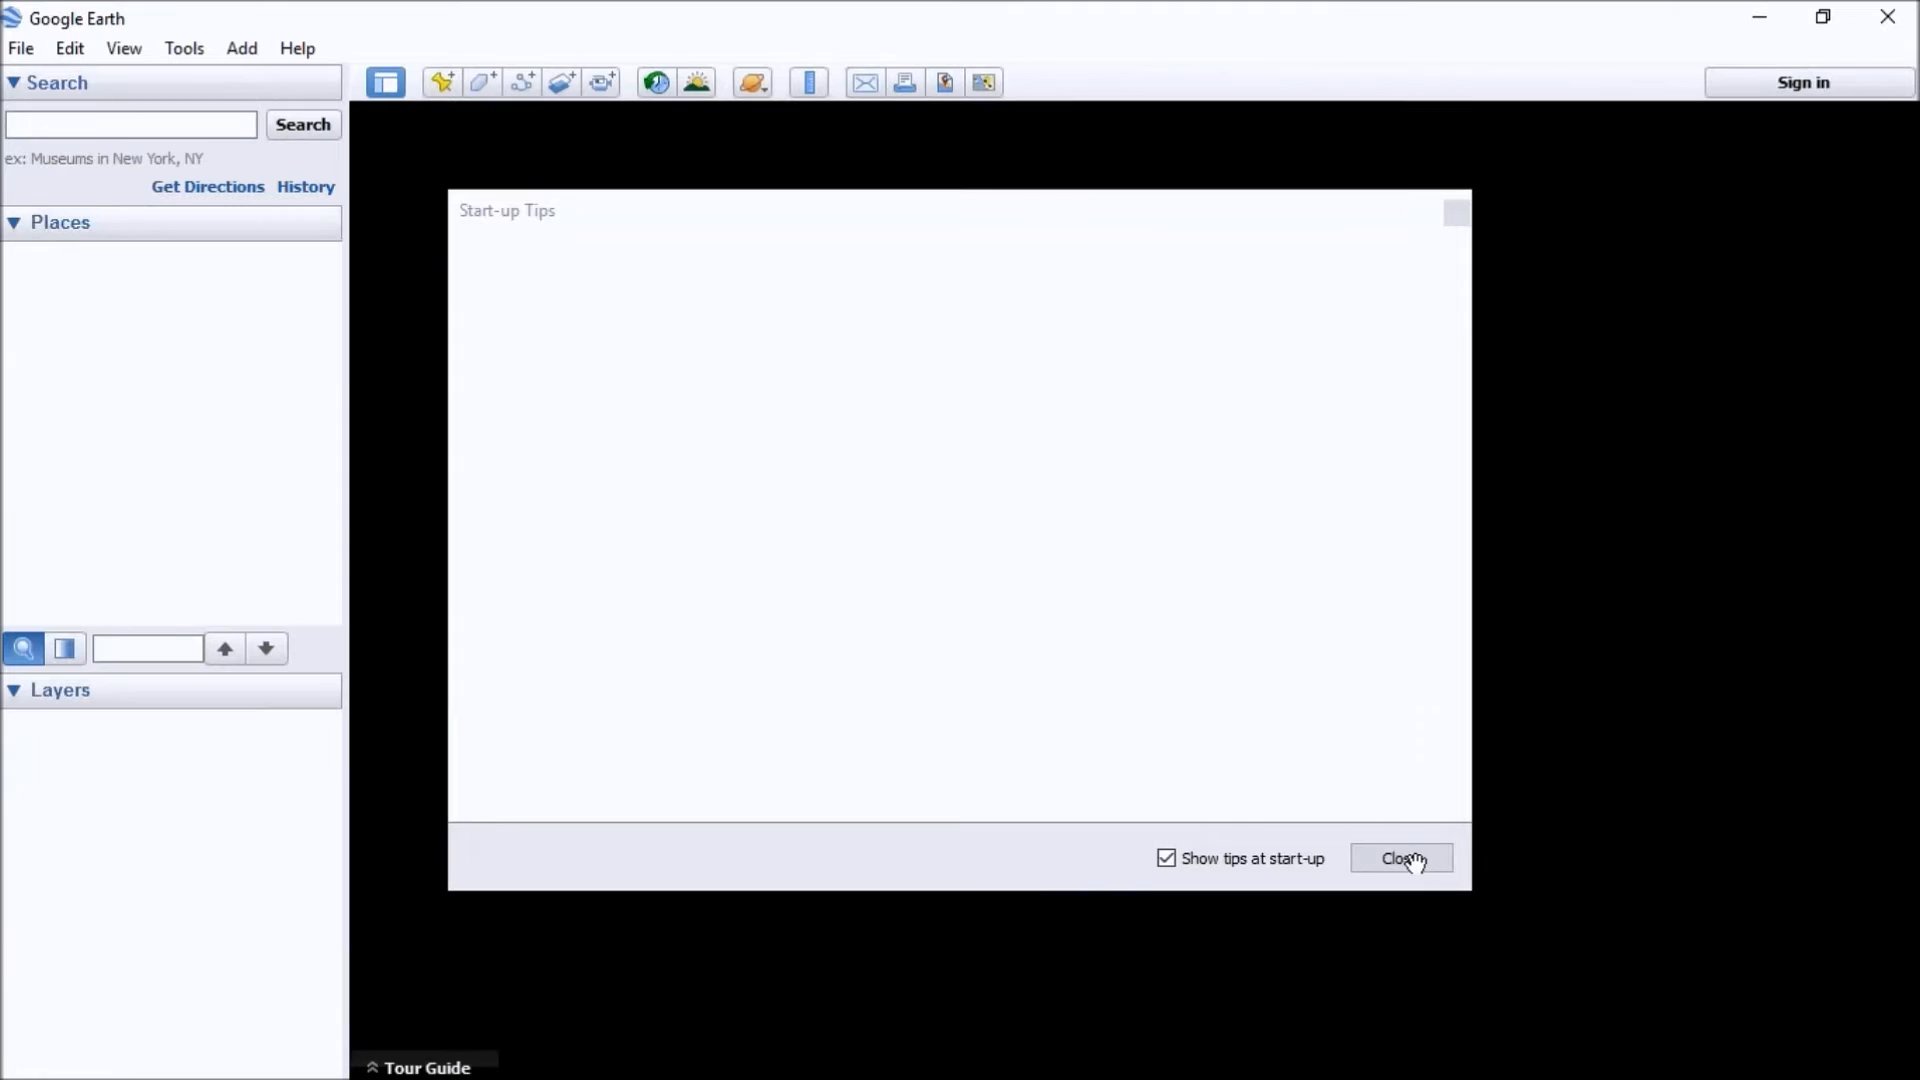 Google Earth
File Edit View Tools Add Help
Search
Sign in
Search
ex: Museums in New York, NY
Get Directions History
Places
Start-up Tips
Layers
Show tips at start-up
Tour Guide